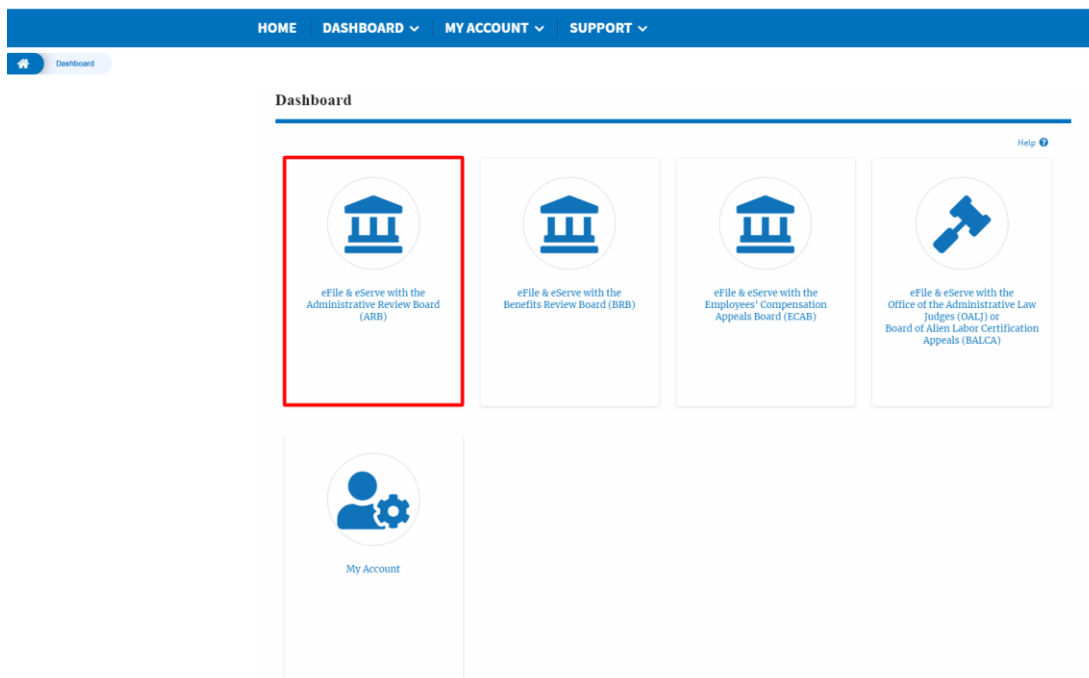 HOME DASHBOARD MY ACCOUNT SUPPORT
Dashboard
Dashboard
Help
eFile & eServe with the
Administrative Review Board
(ARB)
eFile & eServe with the
Benefits Review Board (BRB)
eFile & eServe with the
Employees' Compensation
Appeals Board (ECAB)
eFile & eServe with the
Office of the Administrative Law
Judges (OALJ) or
Board of Alien Labor Certification
Appeals (BALCA)
My Account